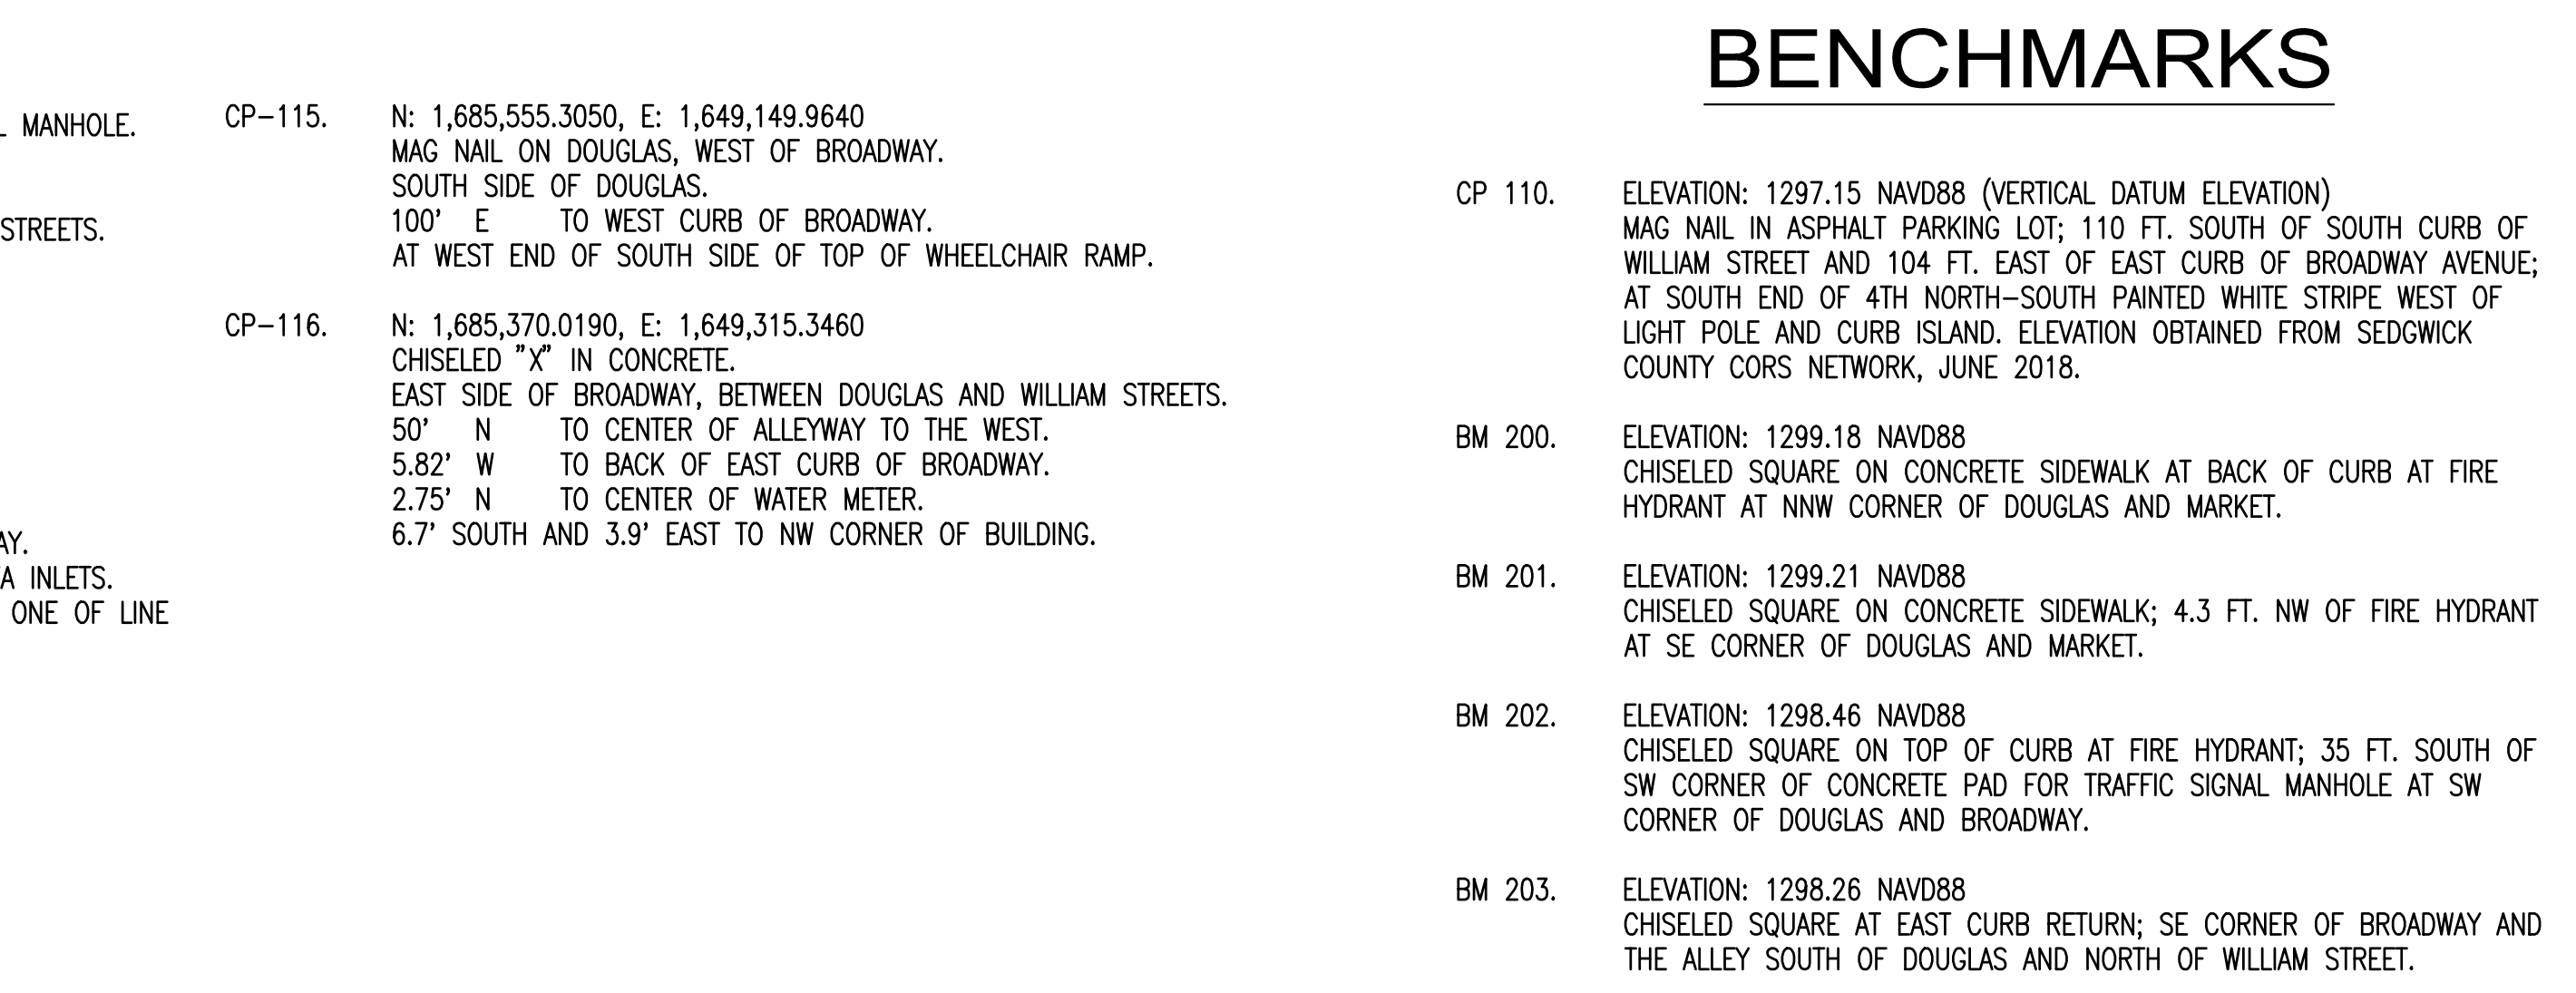 L MANHOLE.
STREETS.
AY.
A INLETS.
ONE OF LINE
CP-115. N: 1,685,555.3050, E: 1,649,149.9640
MAG NAIL ON DOUGLAS, WEST OF BROADWAY.
SOUTH SIDE OF DOUGLAS.
100' E TO WEST CURB OF BROADWAY.
AT WEST END OF SOUTH SIDE OF TOP OF WHEELCHAIR RAMP.
CP-116. N: 1,685,370.0190, E: 1,649,315.3460
CHISELED "X" IN CONCRETE.
EAST SIDE OF BROADWAY, BETWEEN DOUGLAS AND WILLIAM STREETS.
50' N TO CENTER OF ALLEYWAY TO THE WEST.
5.82' W TO BACK OF EAST CURB OF BROADWAY.
2.75' N TO CENTER OF WATER METER.
6.7' SOUTH AND 3.9' EAST TO NW CORNER OF BUILDING.
BENCHMARKS
CP 110. ELEVATION: 1297.15 NAVD88 (VERTICAL DATUM ELEVATION)
MAG NAIL IN ASPHALT PARKING LOT; 110 FT. SOUTH OF SOUTH CURB OF
WILLIAM STREET AND 104 FT. EAST OF EAST CURB OF BROADWAY AVENUE;
AT SOUTH END OF 4TH NORTH-SOUTH PAINTED WHITE STRIPE WEST OF
LIGHT POLE AND CURB ISLAND. ELEVATION OBTAINED FROM SEDGWICK
COUNTY CORS NETWORK, JUNE 2018.
BM 200. ELEVATION: 1299.18 NAVD88
CHISELED SQUARE ON CONCRETE SIDEWALK AT BACK OF CURB AT FIRE
HYDRANT AT NNW CORNER OF DOUGLAS AND MARKET.
BM 201. ELEVATION: 1299.21 NAVD88
CHISELED SQUARE ON CONCRETE SIDEWALK; 4.3 FT. NW OF FIRE HYDRANT
AT SE CORNER OF DOUGLAS AND MARKET.
BM 202. ELEVATION: 1298.46 NAVD88
CHISELED SQUARE ON TOP OF CURB AT FIRE HYDRANT; 35 FT. SOUTH OF
SW CORNER OF CONCRETE PAD FOR TRAFFIC SIGNAL MANHOLE AT SW
CORNER OF DOUGLAS AND BROADWAY.
BM 203. ELEVATION: 1298.26 NAVD88
CHISELED SQUARE AT EAST CURB RETURN; SE CORNER OF BROADWAY AND
THE ALLEY SOUTH OF DOUGLAS AND NORTH OF WILLIAM STREET.